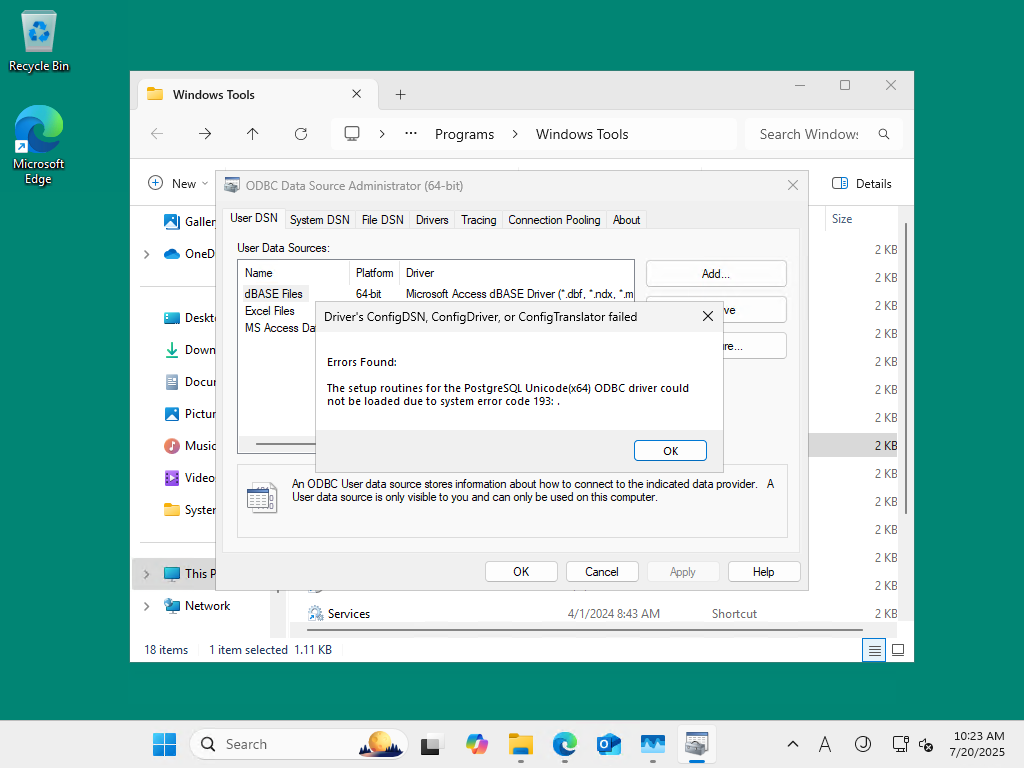 Recycle Bin
Microsoft
Edge
Windows Tools
Programs
Windows Tools
Search Windows
New
Details
ODBC Data Source Administrator (64-bit)
User DSN
System DSN
File DSN
Drivers
Tracing
Connection Pooling
About
Size
User Data Sources:
Name
Platform
Driver
dBASE Files
64-bit
Microsoft Access dBASE Driver (*.dbf, *.ndx, *.m
Excel Files
MS Access Da
Add...
ve
re...
Driver's ConfigDSN, ConfigDriver, or ConfigTranslator failed
Errors Found:
The setup routines for the PostgreSQL Unicode(x64) ODBC driver could
not be loaded due to system error code 193: .
OK
An ODBC User data source stores information about how to connect to the indicated data provider. A
User data source is only visible to you and can only be used on this computer.
OK
Cancel
Apply
Help
Galler
OneD
Deskt
Down
Docur
Pictur
Music
Video
Syster
This P
Network
2 KB
2 KB
2 KB
2 KB
2 KB
2 KB
2 KB
2 KB
2 KB
2 KB
2 KB
2 KB
2 KB
Services
4/1/2024 8:43 AM
Shortcut
2 KB
18 items
1 item selected 1.11 KB
Search
A
10:23 AM
7/20/2025